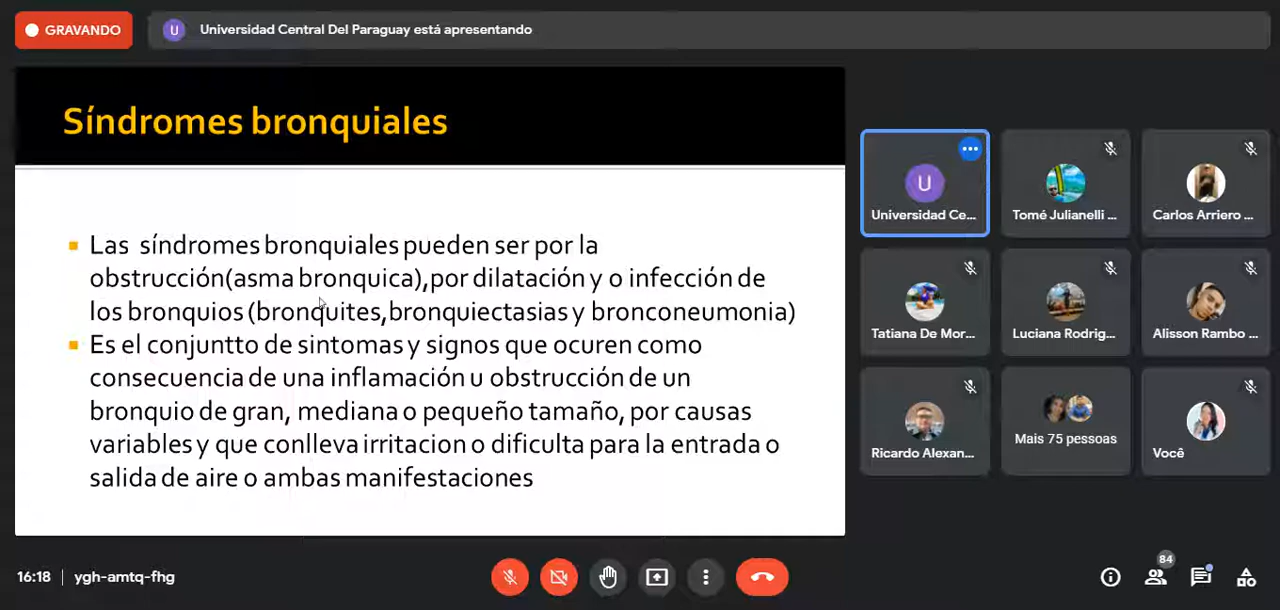 GRAVANDO
U
Universidad Central Del Paraguay está apresentando
Síndromes bronquiales
Las síndromes bronquiales pueden ser por la
obstrucción(asma bronquica),por dilatación y o infección de
los bronquios (bronquites,bronquiectasias y bronconeumonia)
Es el conjuntto de sintomas y signos que ocuren como
consecuencia de una inflamación u obstrucción de un
bronquio de gran, mediana o pequeño tamaño, por causas
variables y que conlleva irritacion o dificulta para la entrada o
salida de aire o ambas manifestaciones
U
Universidad Ce...
Tomé Julianelli ...
Carlos Arriero ...
Tatiana De Mor...
Luciana Rodrig...
Alisson Rambo ...
Ricardo Alexan...
Mais 75 pessoas
Você
16:18 | ygh-amtq-fhg
84